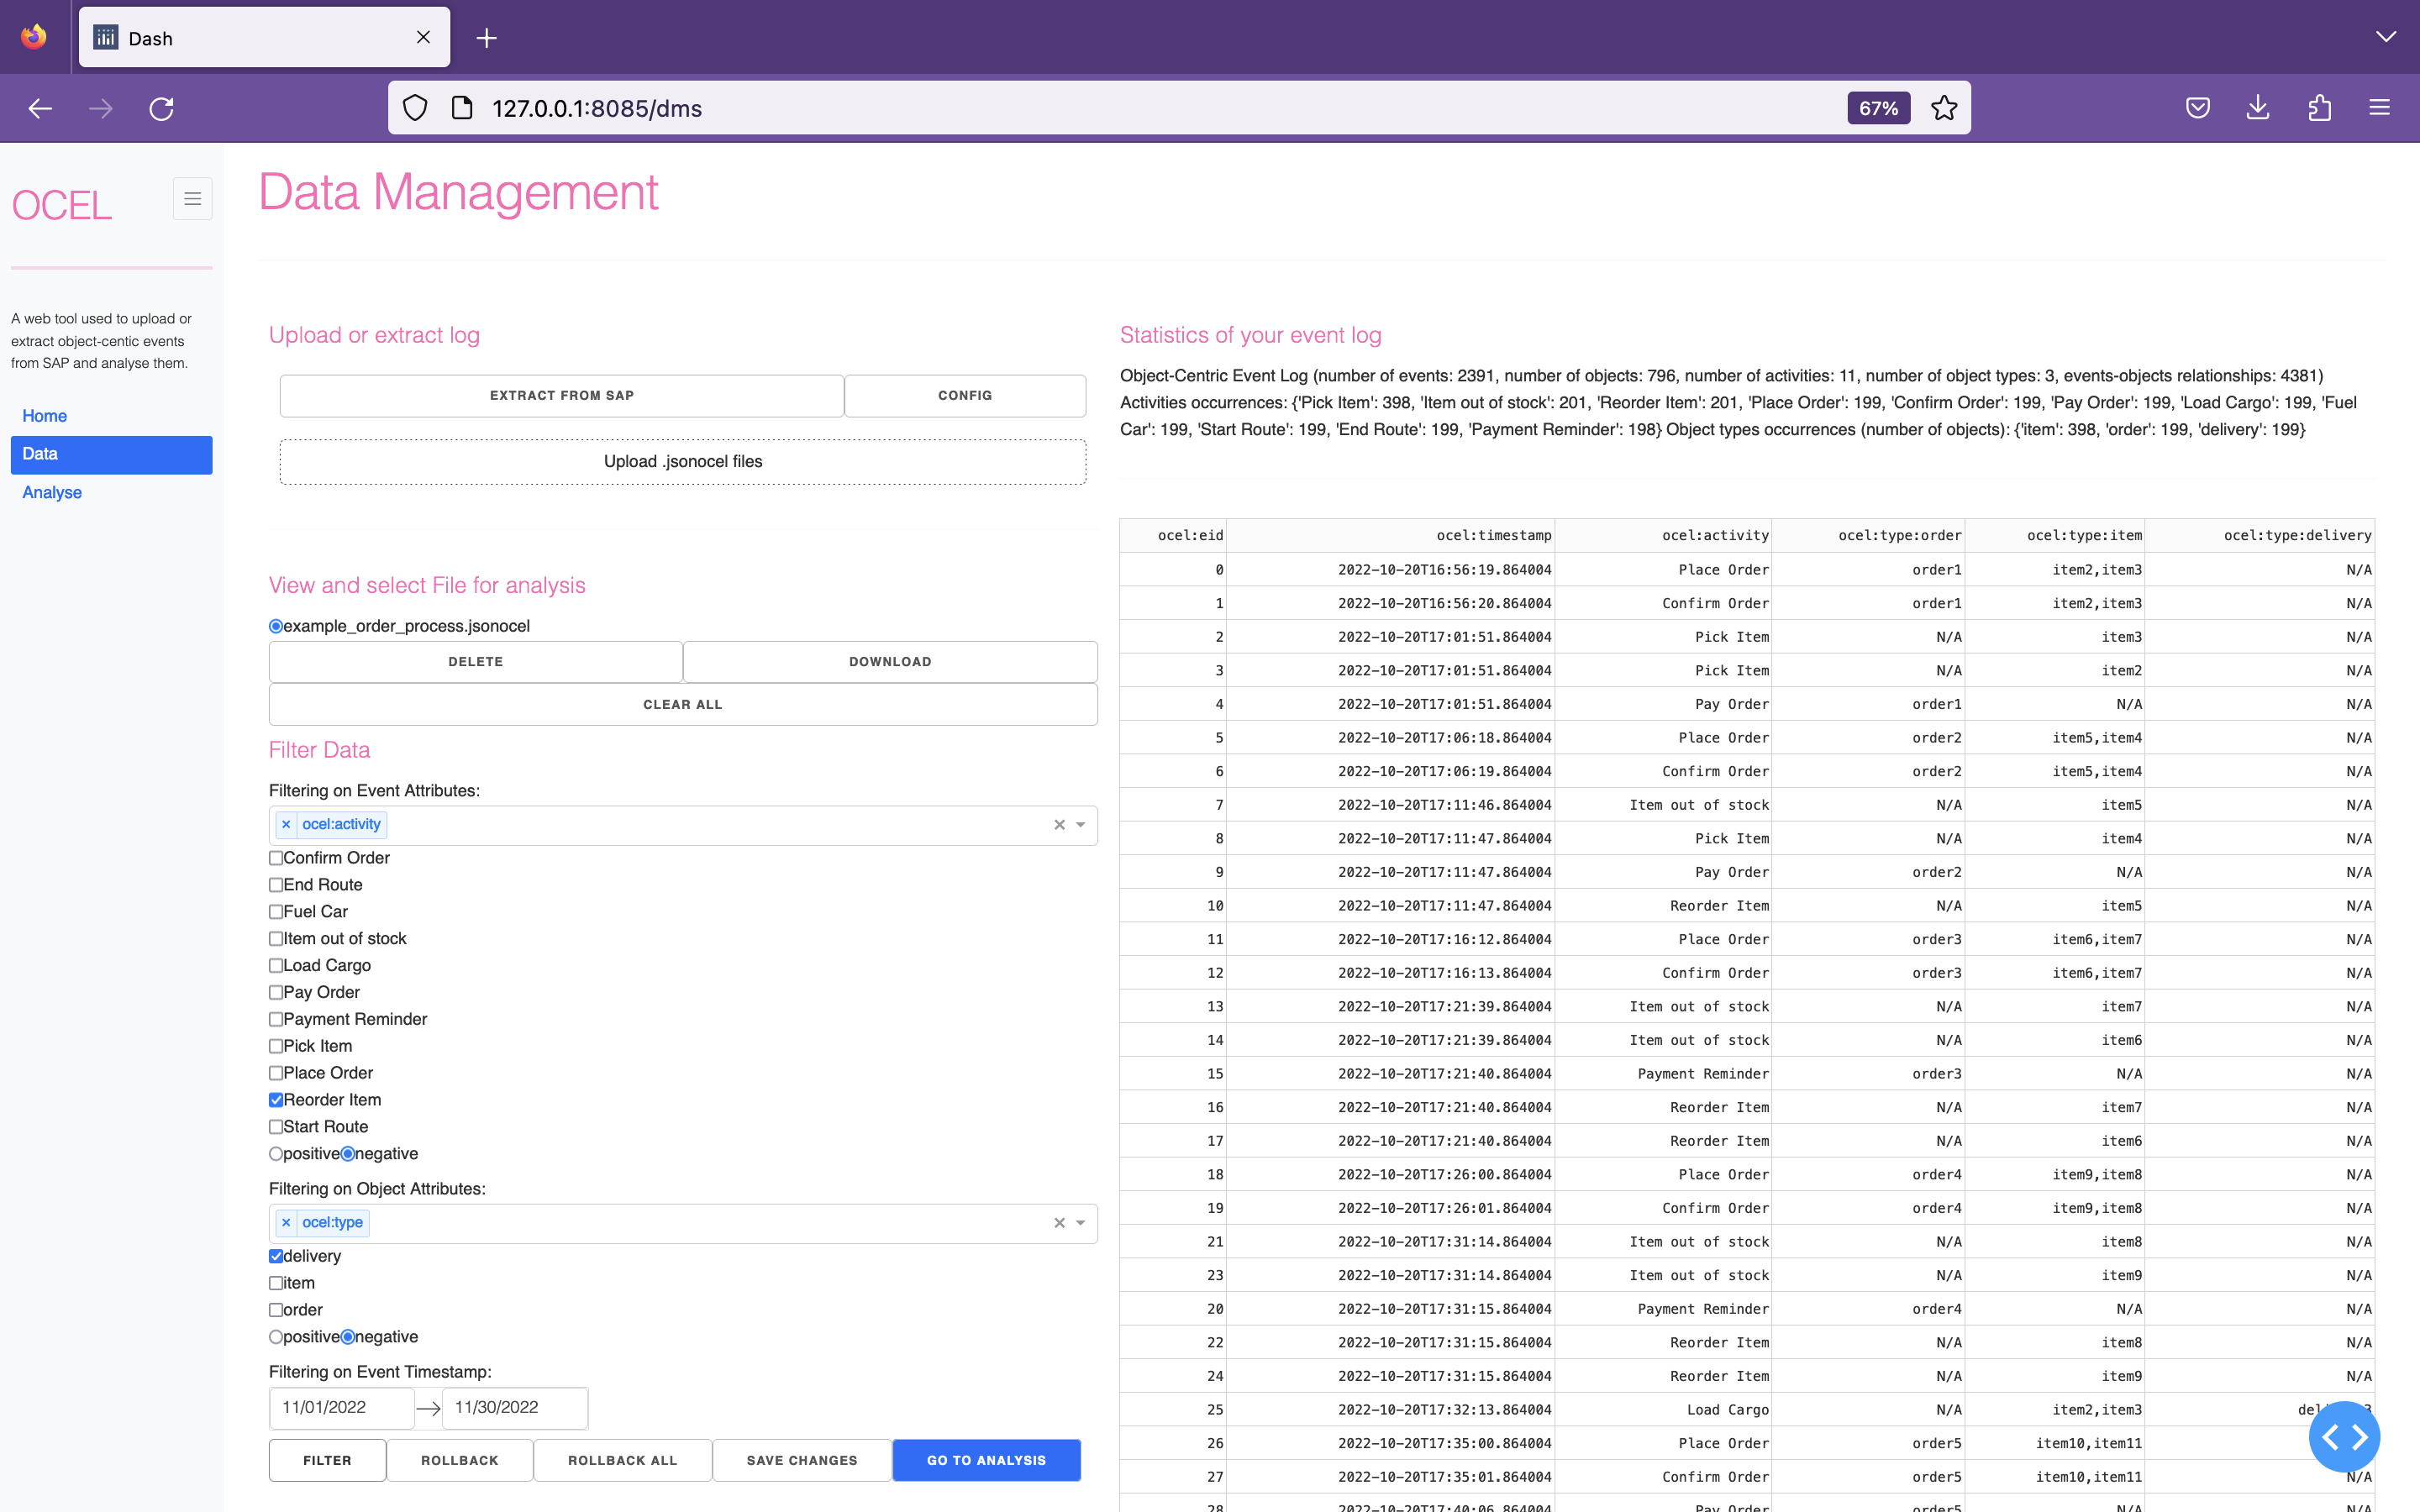 Dash
127.0.0.1:8085/dms
67%
OCEL
A web tool used to upload or
extract object-centic events
from SAP and analyse them.
Home
Data
Analyse
Data Management
Upload or extract log
EXTRACT FROM SAP CONFIG
Upload .jsonocel files
View and select File for analysis
example_order_process.jsonocel
DELETE DOWNLOAD
CLEAR ALL
Filter Data
Filtering on Event Attributes:
× ocel:activity
Confirm Order
End Route
Fuel Car
Item out of stock
Load Cargo
Pay Order
Payment Reminder
Pick Item
Place Order
Reorder Item
Start Route
positive negative
Filtering on Object Attributes:
× ocel:type
delivery
item
order
positive negative
Filtering on Event Timestamp:
11/01/2022 → 11/30/2022
FILTER ROLLBACK ROLLBACK ALL SAVE CHANGES GO TO ANALYSIS
Statistics of your event log
Object-Centric Event Log (number of events: 2391, number of objects: 796, number of activities: 11, number of object types: 3, events-objects relationships: 4381)
Activities occurrences: {'Pick Item': 398, 'Item out of stock': 201, 'Reorder Item': 201, 'Place Order': 199, 'Confirm Order': 199, 'Pay Order': 199, 'Load Cargo': 199, 'Fuel
Car': 199, 'Start Route': 199, 'End Route': 199, 'Payment Reminder': 198} Object types occurrences (number of objects): {'item': 398, 'order': 199, 'delivery': 199}
ocel:eid ocel:timestamp ocel:activity ocel:type:order ocel:type:item ocel:type:delivery
0 2022-10-20T16:56:19.864004 Place Order order1 item2,item3 N/A
1 2022-10-20T16:56:20.864004 Confirm Order order1 item2,item3 N/A
2 2022-10-20T17:01:51.864004 Pick Item N/A item3 N/A
3 2022-10-20T17:01:51.864004 Pick Item N/A item2 N/A
4 2022-10-20T17:01:51.864004 Pay Order order1 N/A N/A
5 2022-10-20T17:06:18.864004 Place Order order2 item5,item4 N/A
6 2022-10-20T17:06:19.864004 Confirm Order order2 item5,item4 N/A
7 2022-10-20T17:11:46.864004 Item out of stock N/A item5 N/A
8 2022-10-20T17:11:47.864004 Pick Item N/A item4 N/A
9 2022-10-20T17:11:47.864004 Pay Order order2 N/A N/A
10 2022-10-20T17:11:47.864004 Reorder Item N/A item5 N/A
11 2022-10-20T17:16:12.864004 Place Order order3 item6,item7 N/A
12 2022-10-20T17:16:13.864004 Confirm Order order3 item6,item7 N/A
13 2022-10-20T17:21:39.864004 Item out of stock N/A item7 N/A
14 2022-10-20T17:21:39.864004 Item out of stock N/A item6 N/A
15 2022-10-20T17:21:40.864004 Payment Reminder order3 N/A N/A
16 2022-10-20T17:21:40.864004 Reorder Item N/A item7 N/A
17 2022-10-20T17:21:40.864004 Reorder Item N/A item6 N/A
18 2022-10-20T17:26:00.864004 Place Order order4 item9,item8 N/A
19 2022-10-20T17:26:01.864004 Confirm Order order4 item9,item8 N/A
21 2022-10-20T17:31:14.864004 Item out of stock N/A item8 N/A
23 2022-10-20T17:31:14.864004 Item out of stock N/A item9 N/A
20 2022-10-20T17:31:15.864004 Payment Reminder order4 N/A N/A
22 2022-10-20T17:31:15.864004 Reorder Item N/A item8 N/A
24 2022-10-20T17:31:15.864004 Reorder Item N/A item9 N/A
25 2022-10-20T17:32:13.864004 Load Cargo N/A item2,item3
26 2022-10-20T17:35:00.864004 Place Order order5 item10,item11
27 2022-10-20T17:35:01.864004 Confirm Order order5 item10,item11 N/A
28 2022-10-20T17:40:06.864004 Pay Order order5 N/A N/A